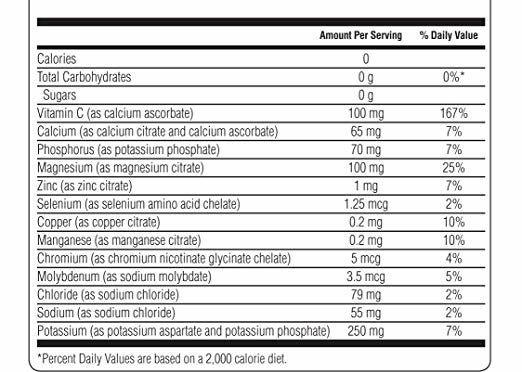 Amount Per Serving % Daily Value
Calories 0
Total Carbohydrates 0 g 0%*
Sugars 0 g
Vitamin C (as calcium ascorbate) 100 mg 167%
Calcium (as calcium citrate and calcium ascorbate) 65 mg 7%
Phosphorus (as potassium phosphate) 70 mg 7%
Magnesium (as magnesium citrate) 100 mg 25%
Zinc (as zinc citrate) 1 mg 7%
Selenium (as selenium amino acid chelate) 1.25 mcg 2%
Copper (as copper citrate) 0.2 mg 10%
Manganese (as manganese citrate) 0.2 mg 10%
Chromium (as chromium nicotinate glycinate chelate) 5 mcg 4%
Molybdenum (as sodium molybdate) 3.5 mcg 5%
Chloride (as sodium chloride) 79 mg 2%
Sodium (as sodium chloride) 55 mg 2%
Potassium (as potassium aspartate and potassium phosphate) 250 mg 7%
*Percent Daily Values are based on a 2,000 calorie diet.